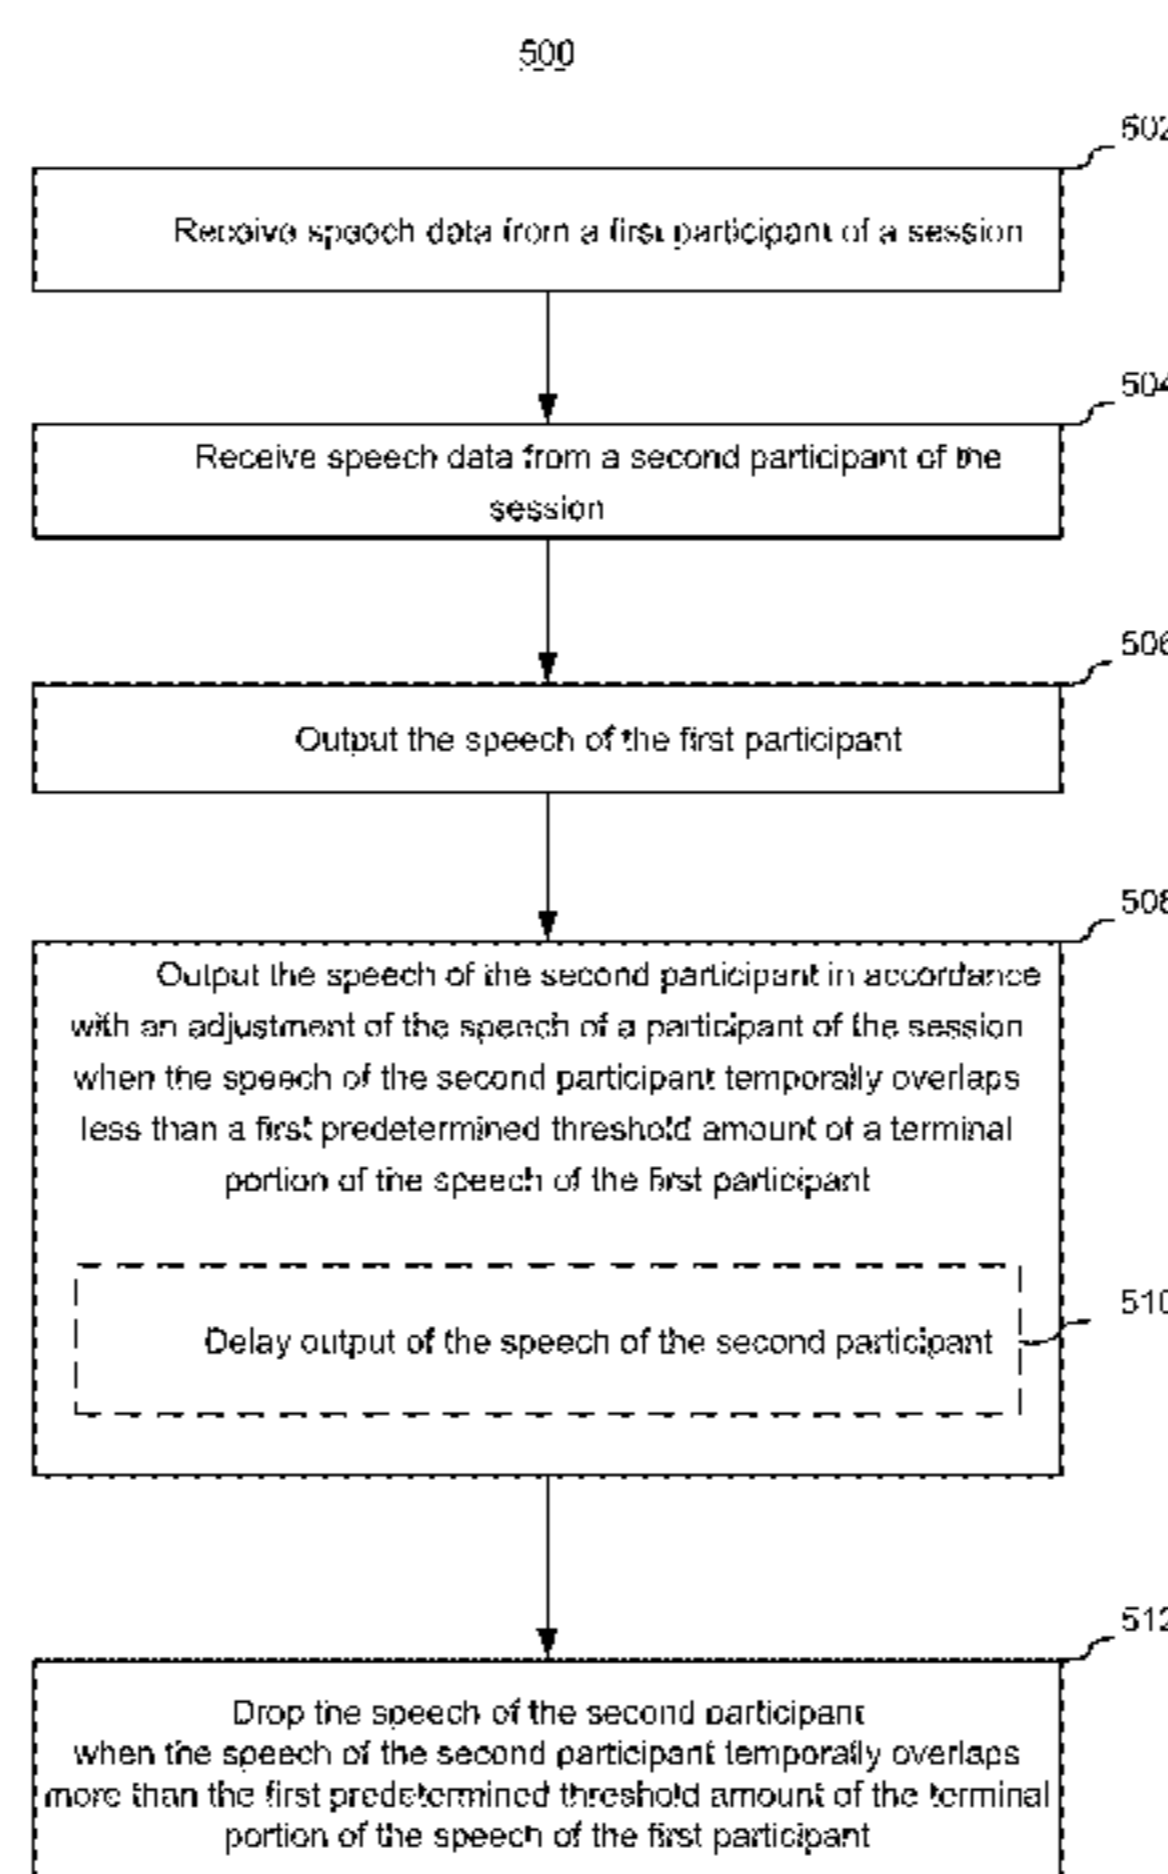 500
502
Receive speech data from a first participant of a session
504
Receive speech data from a second participant of the
session
506
Output the speech of the first participant
508
Output the speech of the second participant in accordance
with an adjustment of the speech of a participant of the session
when the speech of the second participant temporally overlaps
less than a first predetermined threshold amount of a terminal
portion of the speech of the first participant
Delay output of the speech of the second participant
510
512
Drop the speech of the second participant
when the speech of the second participant temporally overlaps
more than the first predetermined threshold amount of the terminal
portion of the speech of the first participant